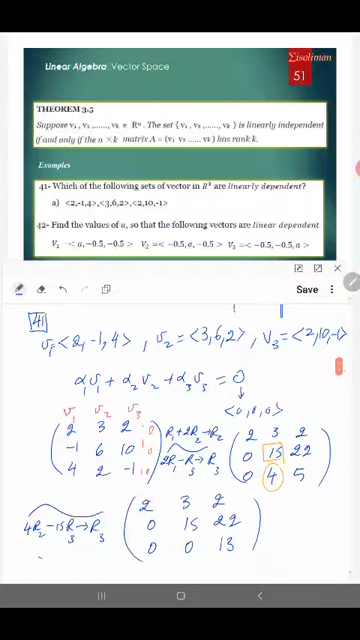 Linear Algebra, Vector Space
Σisoliman
51
THEOREM 3-5
Suppose v₁, v₂, ......., vₖ ∈ Rⁿ. The set {v₁, v₂, ......., vₖ} is linearly independent
if and only if the n × k matrix A = (v₁ v₂ ..... vₖ) has rank k.
Examples
41- Which of the following sets of vector in R³ are linearly dependent?
a) <2,-1,4>,<3,6,2>,<2,10,-1>
42- Find the values of a, so that the following vectors are linear dependent
V₁ =< a, −0.5, −0.5 > V₂ =< −0.5, a, −0.5 > V₃ =< −0.5, −0.5, a >
Save
41
v₁<2,-1,4> , v₂ = <3,6,2> , v₃ = <2,10,-1>
α₁v₁ + α₂v₂ + α₃v₃ = 0
<0,0,0>
v₁ v₂ v₃
2 3 2 0
-1 6 10 0
4 2 -1 0
R₁+2R₂→R₂
2R₁-R₃→R₃
2 3 2
0 15 22
0 4 5
4R₂-15R₃→R₃
2 3 2
0 15 22
0 0 13